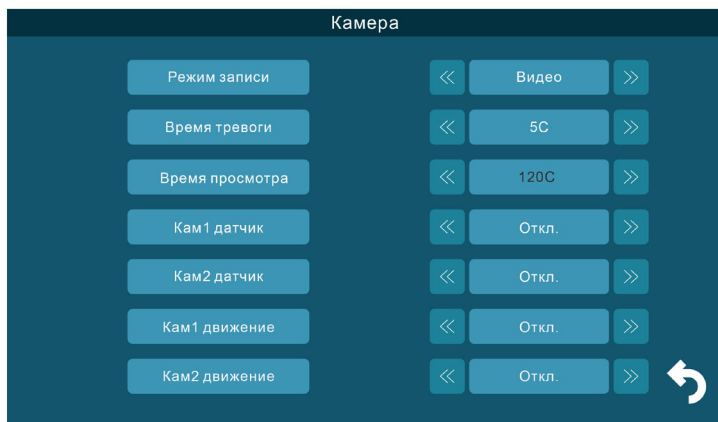 Камера
Режим записи Видео
Время тревоги 5С
Время просмотра 120С
Кам1 датчик Откл.
Кам2 датчик Откл.
Кам1 движение Откл.
Кам2 движение Откл.